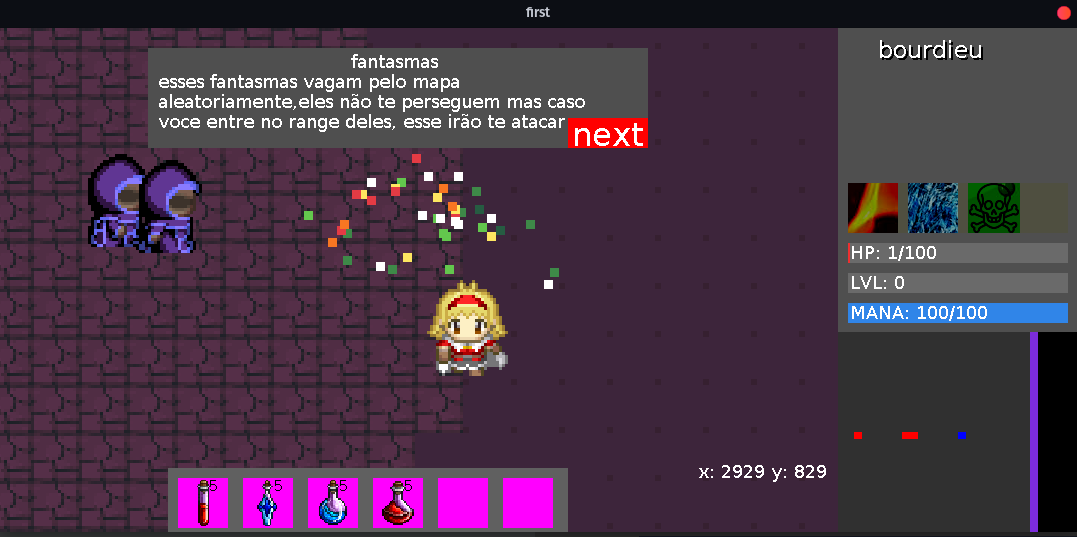 first
bourdieu
fantasmas
esses fantasmas vagam pelo mapa
aleatoriamente,eles não te perseguem mas caso
voce entre no range deles, esse irão te atacar
next
HP: 1/100
LVL: 0
MANA: 100/100
x: 2929 y: 829
5 5 5 5